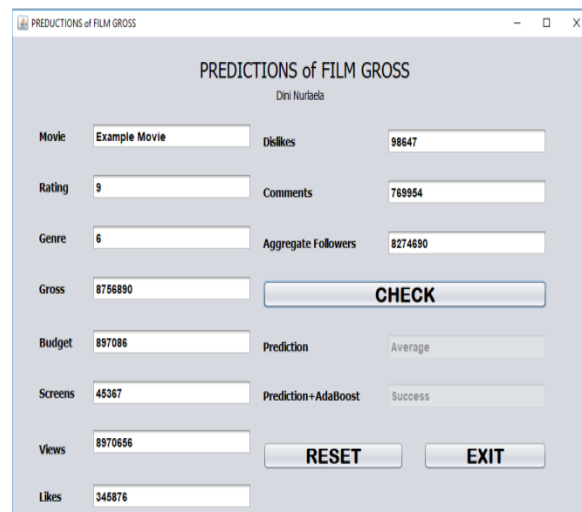 PREDUCTIONS of FILM GROSS
PREDICTIONS of FILM GROSS
Dini Nurlaela
Movie Example Movie
Rating 9
Genre 6
Gross 8756890
Budget 897086
Screens 45367
Views 8970656
Likes 345876
Dislikes 98647
Comments 769954
Aggregate Followers 8274690
CHECK
Prediction Average
Prediction+AdaBoost Success
RESET EXIT